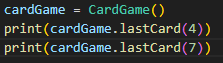 cardGame = CardGame()
print(cardGame.lastCard(4))
print(cardGame.lastCard(7))